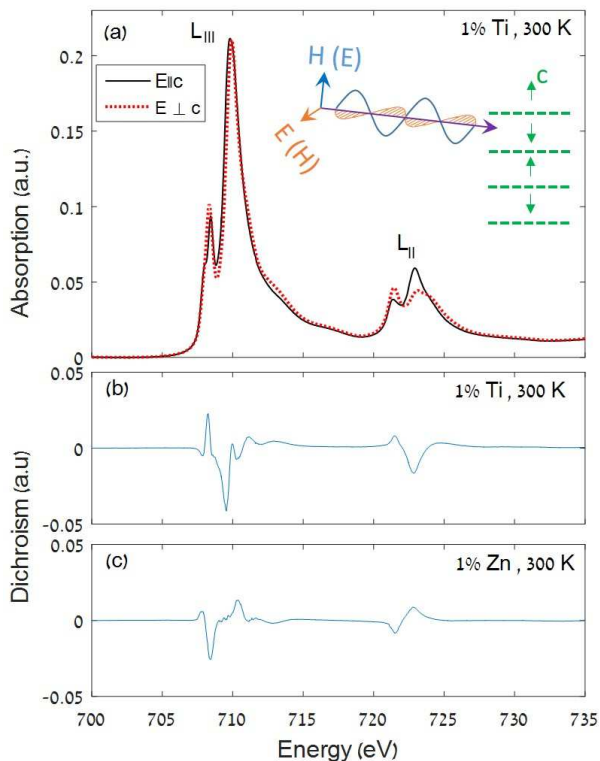 (a)
L_III
1% Ti , 300 K
E∥c
E ⊥ c
H (E)
E (H)
c
L_II
Absorption (a.u.)
0.2
0.15
0.1
0.05
0
(b)
1% Ti , 300 K
0.05
0
-0.05
Dichroism (a.u)
(c)
1% Zn , 300 K
0.05
0
-0.05
700 705 710 715 720 725 730 735
Energy (eV)